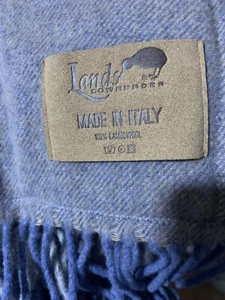 Lands
DOWNUNDER
MADE IN ITALY
100% LAMBSWOOL